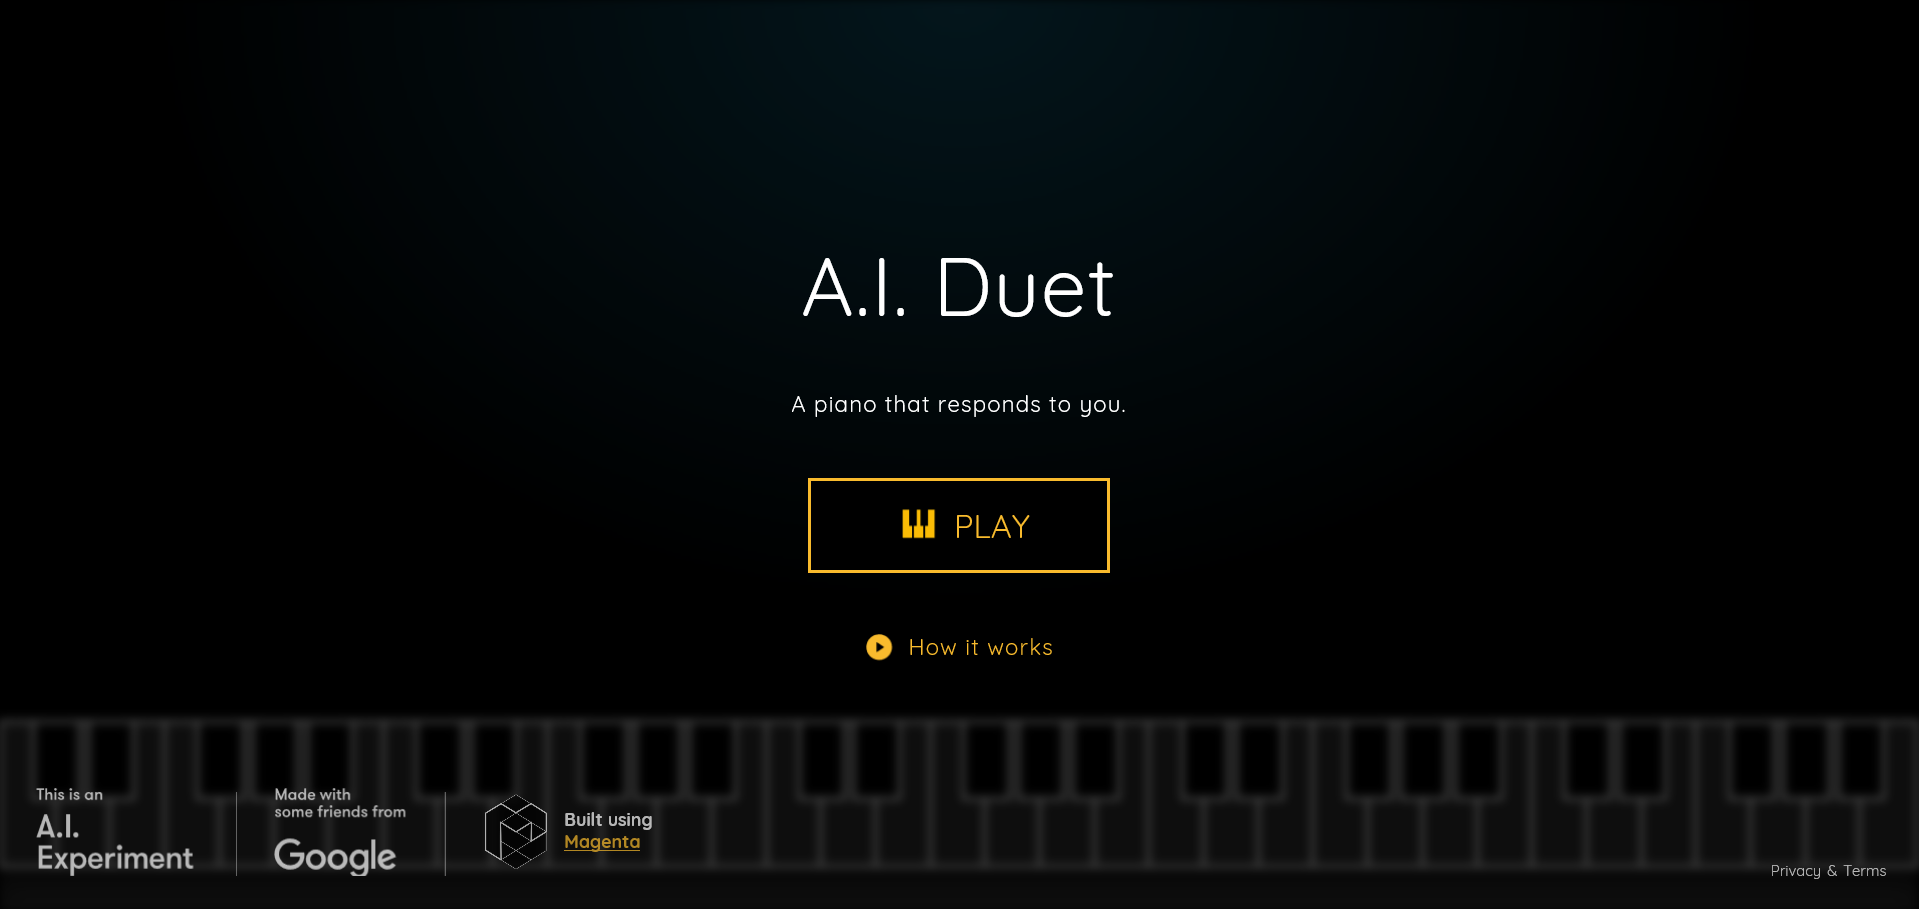 A.I. Duet
A piano that responds to you.
PLAY
How it works
This is an
A.I.
Experiment
Made with
some friends from
Google
Built using
Magenta
Privacy & Terms